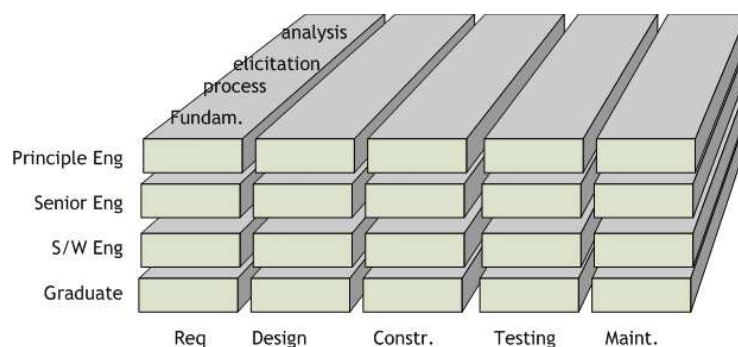 analysis
elicitation
process
Fundam.
Principle Eng
Senior Eng
S/W Eng
Graduate
Req Design Constr. Testing Maint.